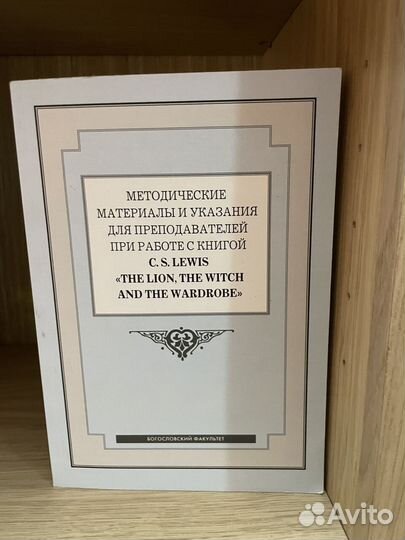 МЕТОДИЧЕСКИЕ
МАТЕРИАЛЫ И УКАЗАНИЯ
ДЛЯ ПРЕПОДАВАТЕЛЕЙ
ПРИ РАБОТЕ С КНИГОЙ
C. S. LEWIS
«THE LION, THE WITCH
AND THE WARDROBE»
БОГОСЛОВСКИЙ ФАКУЛЬТЕТ
Avito